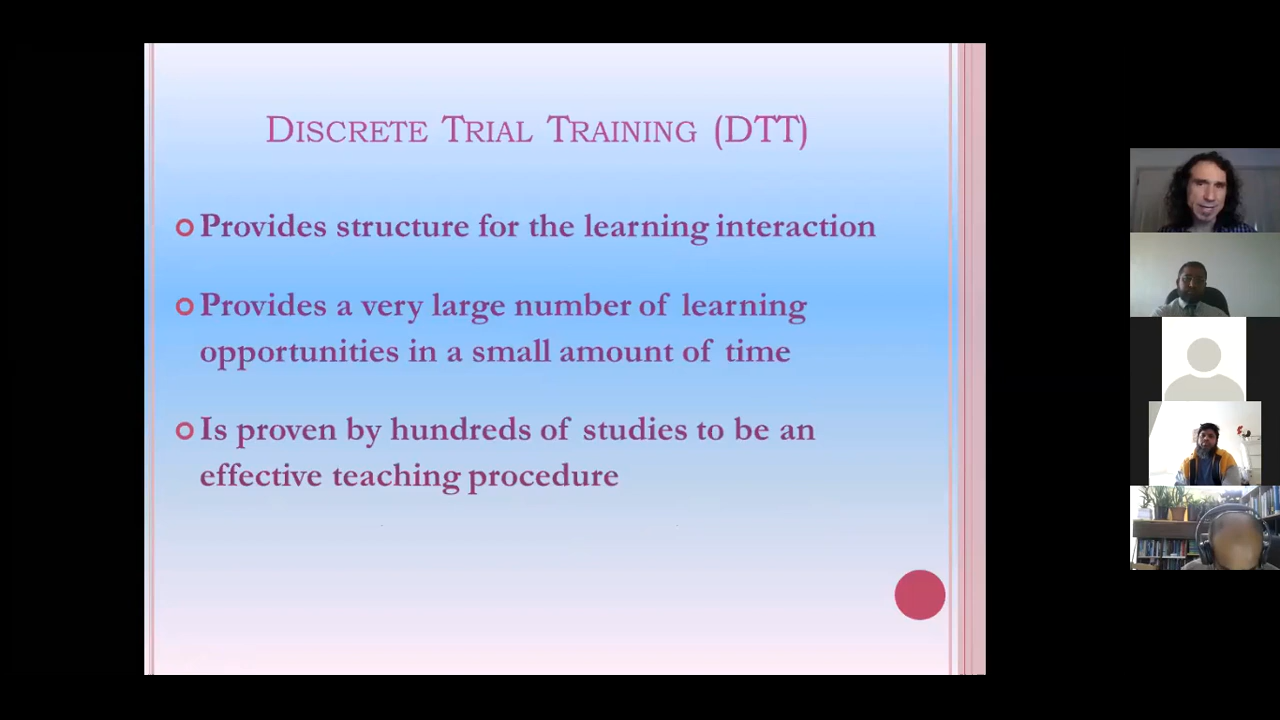 Discrete Trial Training (DTT)
Provides structure for the learning interaction
Provides a very large number of learning
opportunities in a small amount of time
Is proven by hundreds of studies to be an
effective teaching procedure